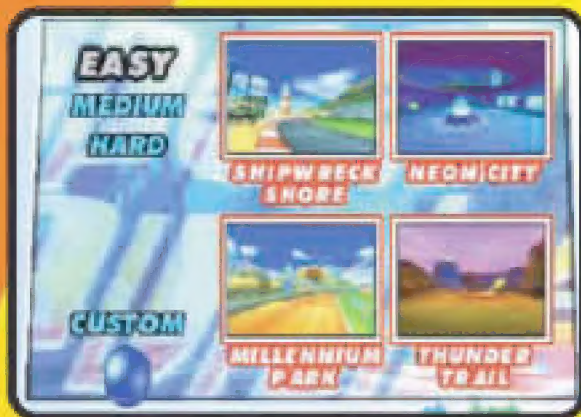 EASY
MEDIUM
HARD
CUSTOM
SHIPWRECK
SHORE
NEON CITY
MILLENNIUM
PARK
THUNDER
TRAIL